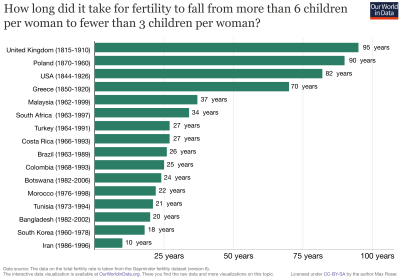 How long did it take for fertility to fall from more than 6 children
per woman to fewer than 3 children per woman?
Our World
in Data
United Kingdom (1815-1910) 95 years
Poland (1870-1960) 90 years
USA (1844-1926) 82 years
Greece (1850-1920) 70 years
Malaysia (1962-1999) 37 years
South Africa (1963-1997) 34 years
Turkey (1964-1991) 27 years
Costa Rica (1966-1993) 27 years
Brazil (1963-1989) 26 years
Colombia (1968-1993) 25 years
Botswana (1982-2006) 24 years
Morocco (1976-1998) 22 years
Tunisia (1973-1994) 21 years
Bangladesh (1982-2002) 20 years
South Korea (1960-1978) 18 years
Iran (1986-1996) 10 years
25 years 50 years 75 years 100 years
Data source: The data on the total fertility rate is taken from the Gapminder fertility dataset (version 6).
The interactive data visualization is available at OurWorldinData.org. There you find the raw data and more visualizations on this topic. Licensed under CC-BY-SA by the author Max Roser.